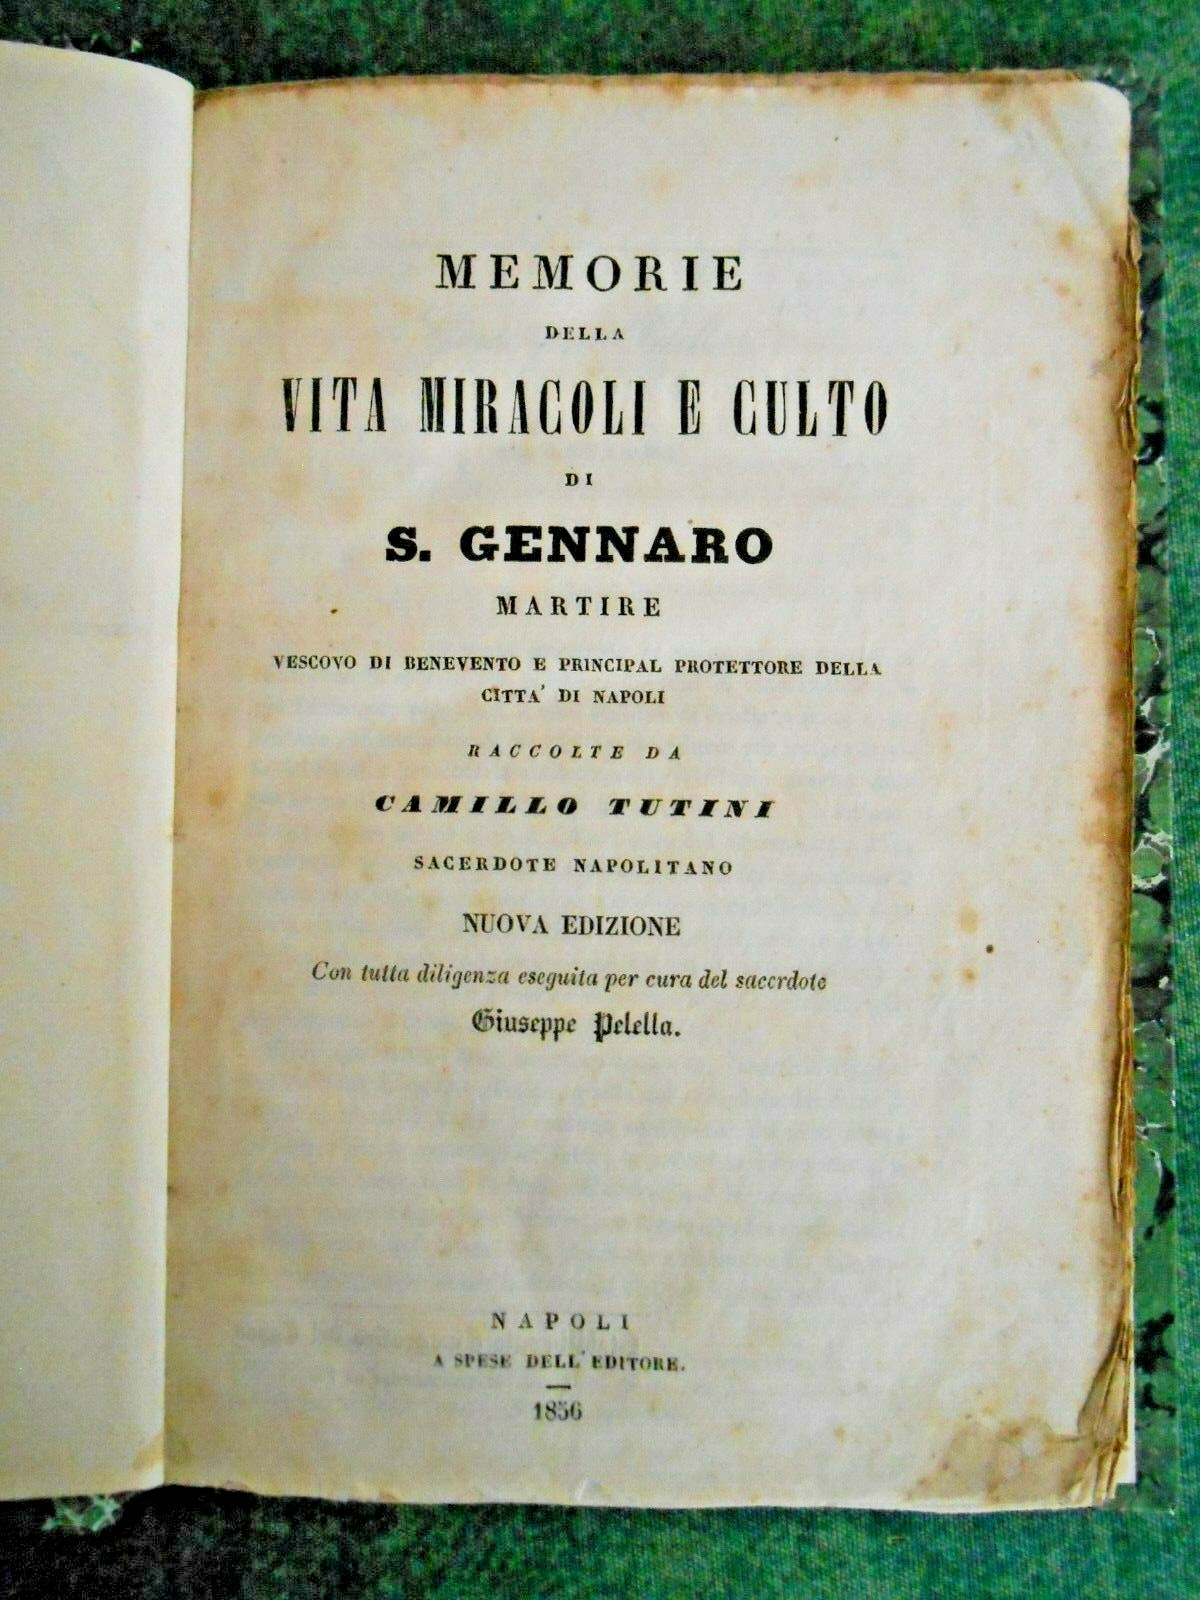 MEMORIE
DELLA
VITA MIRACOLI E CULTO
DI
S. GENNARO
MARTIRE
VESCOVO DI BENEVENTO E PRINCIPAL PROTETTORE DELLA
CITTA' DI NAPOLI
RACCOLTE DA
CAMILLO TUTINI
SACERDOTE NAPOLITANO
NUOVA EDIZIONE
Con tutta diligenza eseguita per cura del sacerdote
Giuseppe Pelella.
NAPOLI
A SPESE DELL'EDITORE.
1856